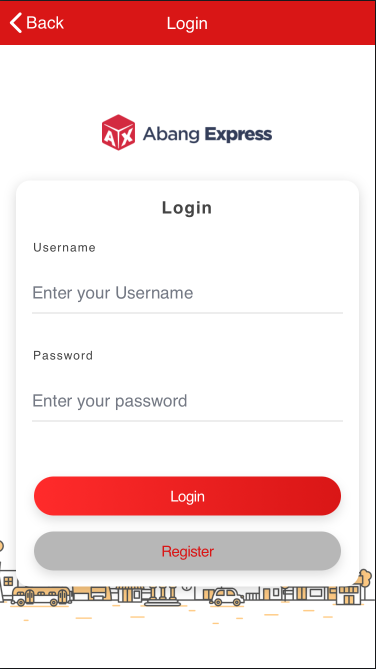 Back
Login
AX
Abang Express
Login
Username
Enter your Username
Password
Enter your password
Login
Register